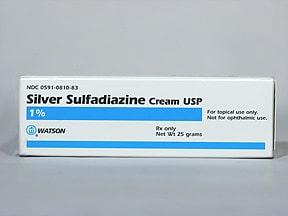 NDC 0591-0810-83
Silver Sulfadiazine Cream USP
1%
For topical use only.
Not for ophthalmic use.
WATSON
Rx only
Net Wt 25 grams